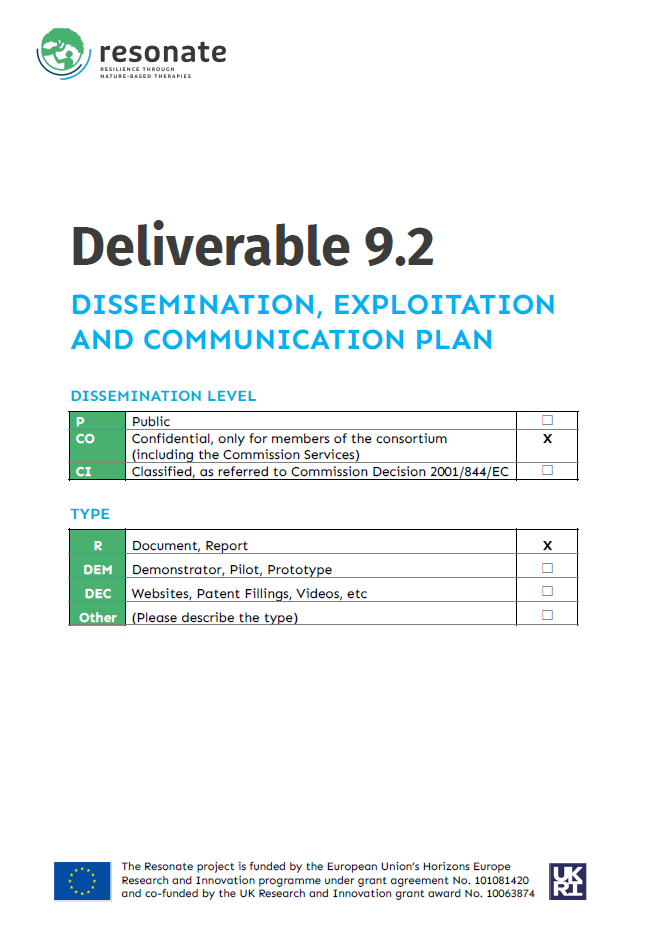 resonate
RESILIENCE THROUGH
NATURE-BASED THERAPIES
Deliverable 9.2
DISSEMINATION, EXPLOITATION
AND COMMUNICATION PLAN
DISSEMINATION LEVEL
P Public ☐
CO Confidential, only for members of the consortium X
(including the Commission Services)
CI Classified, as referred to Commission Decision 2001/844/EC ☐
TYPE
R Document, Report X
DEM Demonstrator, Pilot, Prototype ☐
DEC Websites, Patent Fillings, Videos, etc ☐
Other (Please describe the type) ☐
The Resonate project is funded by the European Union's Horizons Europe
Research and Innovation programme under grant agreement No. 101081420
and co-funded by the UK Research and Innovation grant award No. 10063874
UK
RI